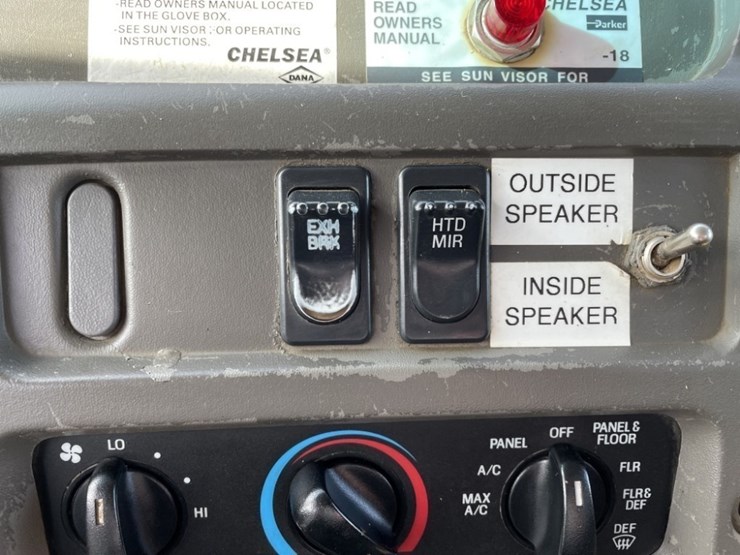 -READ OWNERS MANUAL LOCATED
IN THE GLOVE BOX.
-SEE SUN VISOR FOR OPERATING
INSTRUCTIONS.
CHELSEA®
DANA
READ
OWNERS
MANUAL
CHELSEA
Parker
-18
SEE SUN VISOR FOR
EXH
BRK
HTD
MIR
OUTSIDE
SPEAKER
INSIDE
SPEAKER
LO
HI
PANEL
OFF
PANEL &
FLOOR
A/C
FLR
MAX
A/C
FLR&
DEF
DEF